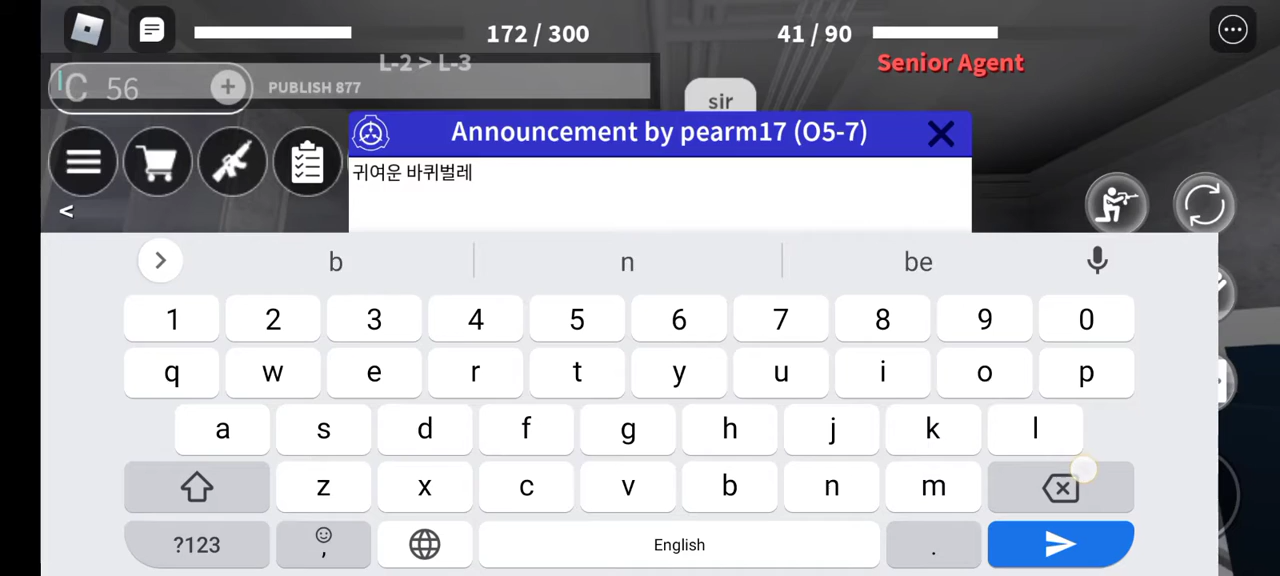 172 / 300
41 / 90
L-2 > L-3
Senior Agent
C 56 +
PUBLISH 877
sir
Announcement by pearm17 (O5-7)
귀여운 바퀴벌레
<
b n be
1 2 3 4 5 6 7 8 9 0
q w e r t y u i o p
a s d f g h j k l
z x c v b n m
?123 , English .